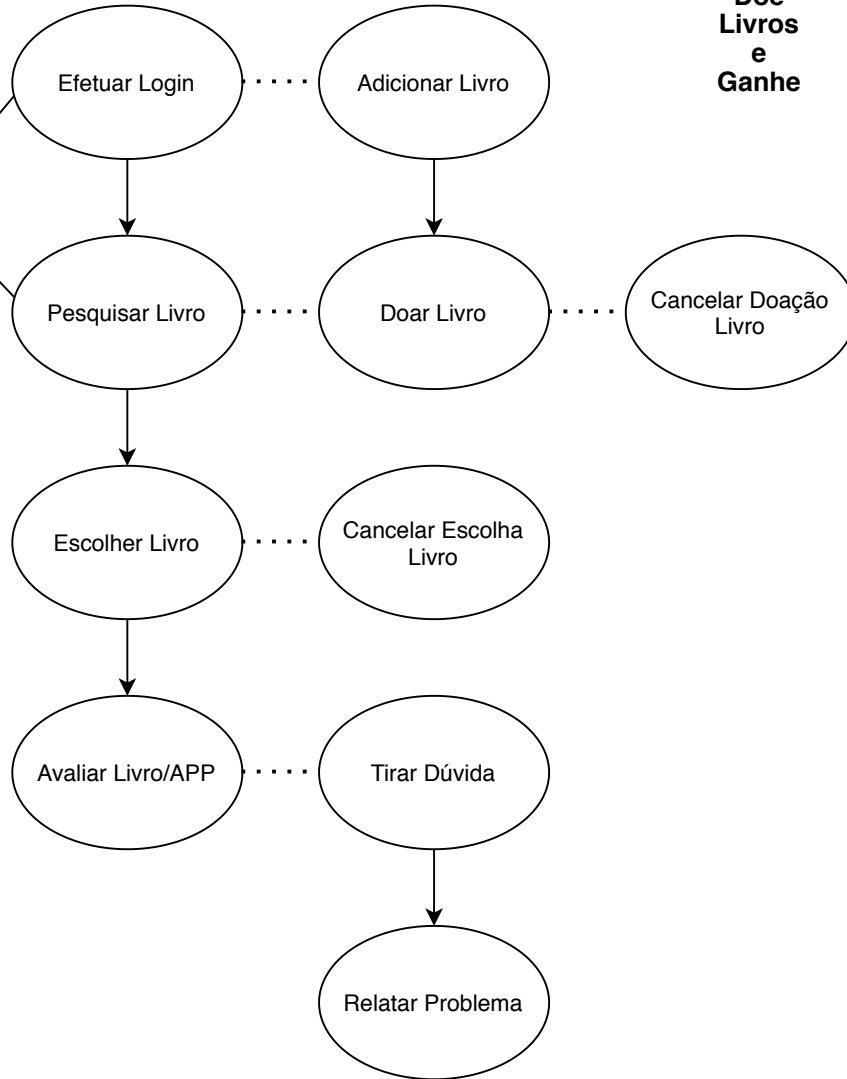 Doe
Livros
e
Ganhe
Efetuar Login
Adicionar Livro
Pesquisar Livro
Doar Livro
Cancelar Doação
Livro
Escolher Livro
Cancelar Escolha
Livro
Avaliar Livro/APP
Tirar Dúvida
Relatar Problema